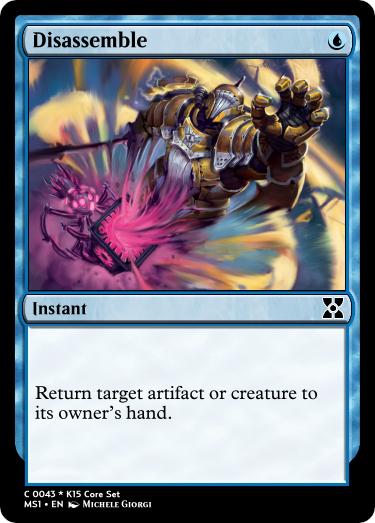 Disassemble
Instant
Return target artifact or creature to
its owner's hand.
C 0043 * K15 Core Set
MS1 • EN Michele Giorgi